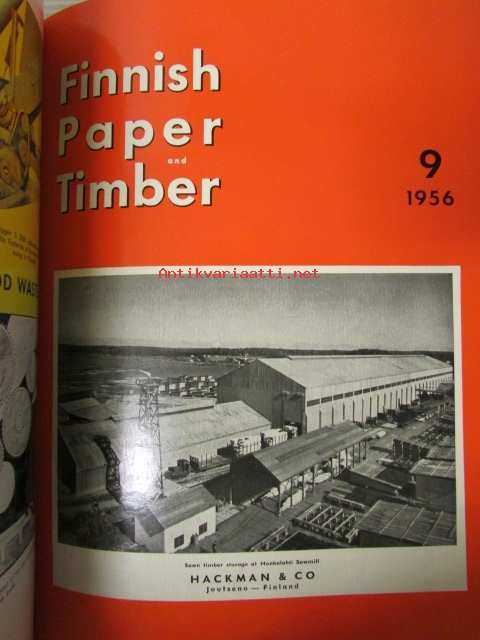 Finnish
Paper
and
Timber
9
1956
Antikvariaatti.net
OD WAS
Sawn timber storage at Honkalahti Sawmill
HACKMAN & CO
Joutseno — Finland